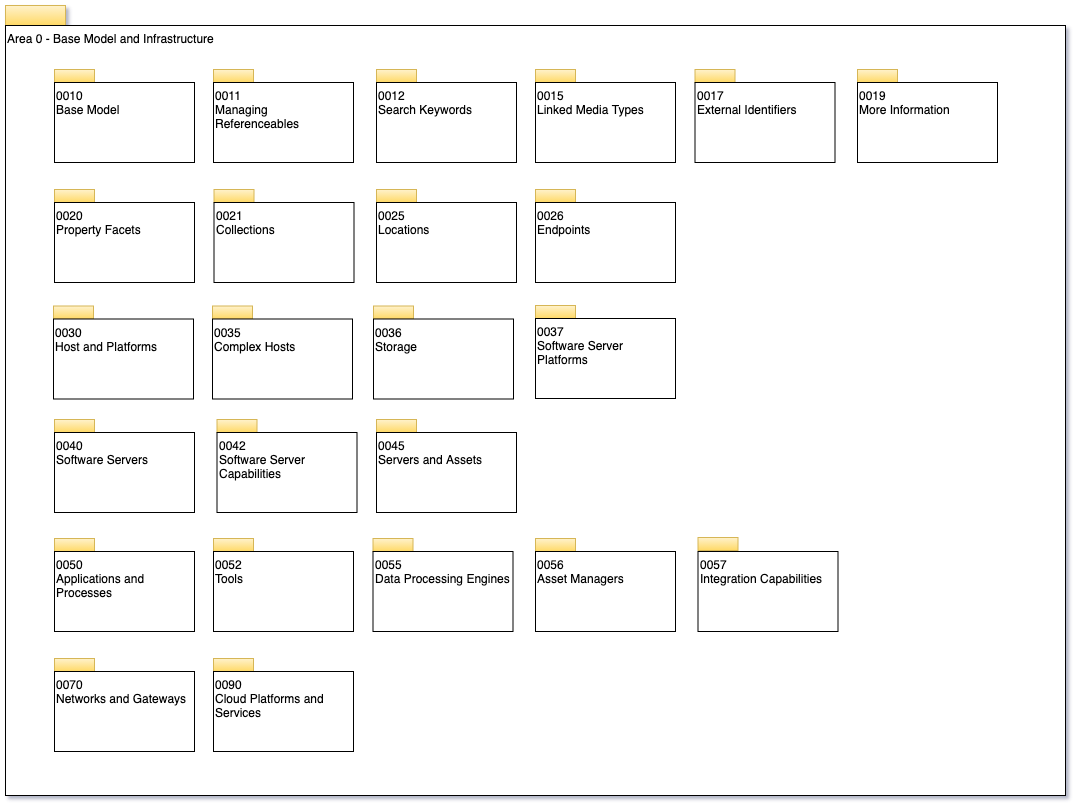 Area 0 - Base Model and Infrastructure
0010
Base Model
0011
Managing
Referenceables
0012
Search Keywords
0015
Linked Media Types
0017
External Identifiers
0019
More Information
0020
Property Facets
0021
Collections
0025
Locations
0026
Endpoints
0030
Host and Platforms
0035
Complex Hosts
0036
Storage
0037
Software Server
Platforms
0040
Software Servers
0042
Software Server
Capabilities
0045
Servers and Assets
0050
Applications and
Processes
0052
Tools
0055
Data Processing Engines
0056
Asset Managers
0057
Integration Capabilities
0070
Networks and Gateways
0090
Cloud Platforms and
Services